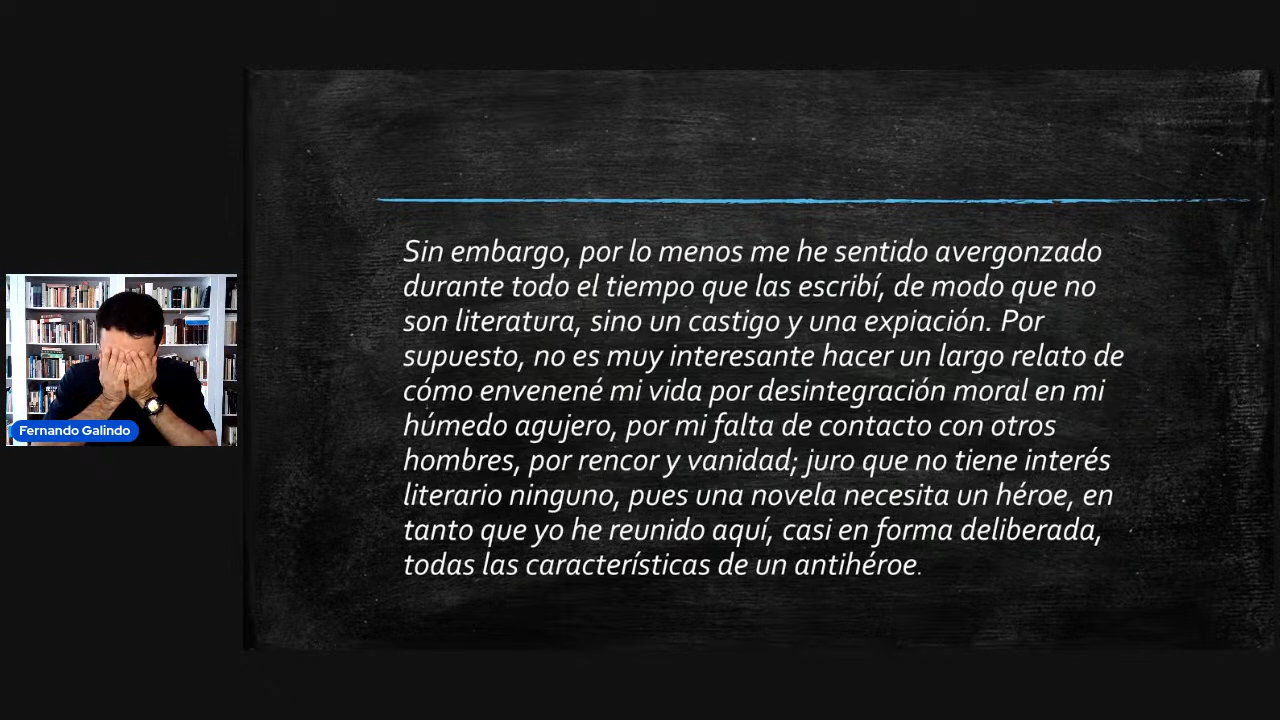 Sin embargo, por lo menos me he sentido avergonzado
durante todo el tiempo que las escribí, de modo que no
son literatura, sino un castigo y una expiación. Por
supuesto, no es muy interesante hacer un largo relato de
cómo envenené mi vida por desintegración moral en mi
húmedo agujero, por mi falta de contacto con otros
hombres, por rencor y vanidad; juro que no tiene interés
literario ninguno, pues una novela necesita un héroe, en
tanto que yo he reunido aquí, casi en forma deliberada,
todas las características de un antihéroe.
Fernando Galindo